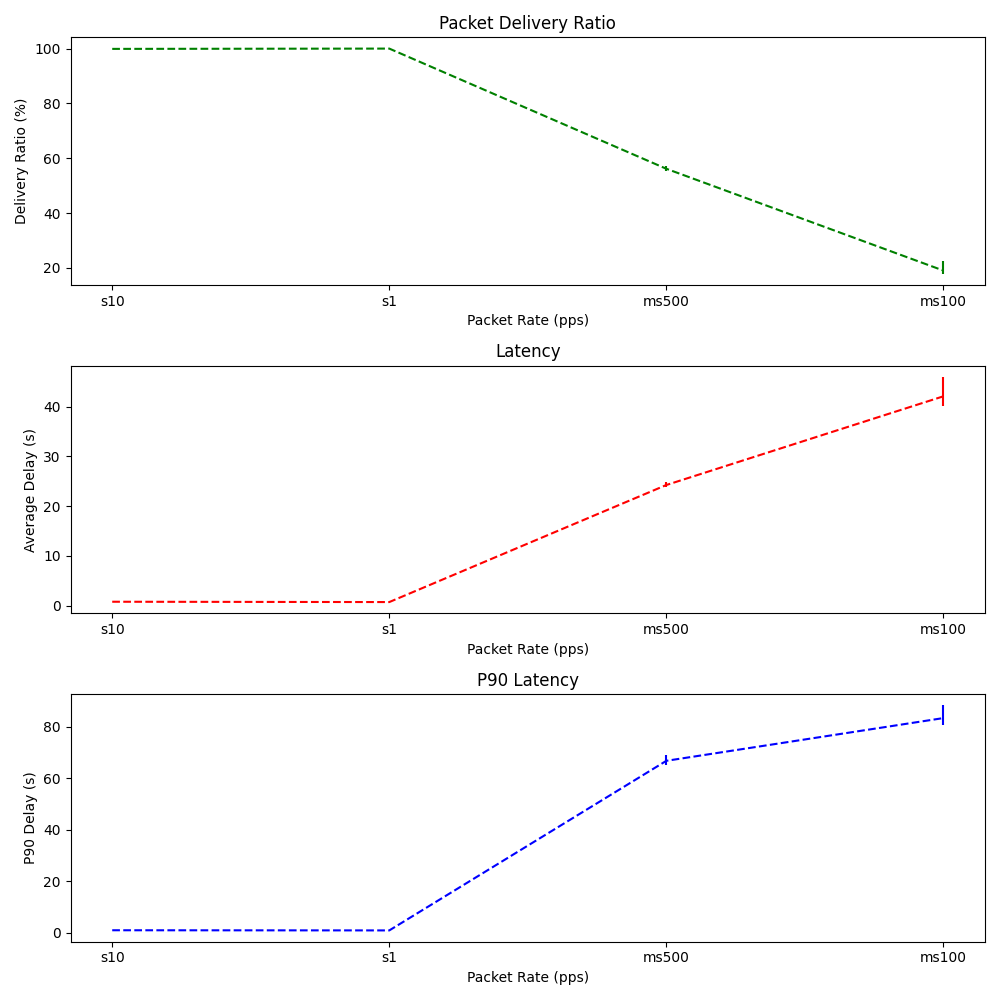 Packet Delivery Ratio
Delivery Ratio (%)
100
80
60
40
20
s10 s1 ms500 ms100
Packet Rate (pps)
Latency
Average Delay (s)
40
30
20
10
0
s10 s1 ms500 ms100
Packet Rate (pps)
P90 Latency
P90 Delay (s)
80
60
40
20
0
s10 s1 ms500 ms100
Packet Rate (pps)